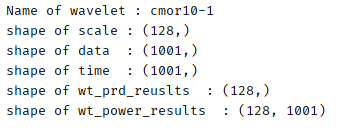 Name of wavelet : cmor10-1
shape of scale : (128,)
shape of data : (1001,)
shape of time : (1001,)
shape of wt_prd_reuslts : (128,)
shape of wt_power_results : (128, 1001)